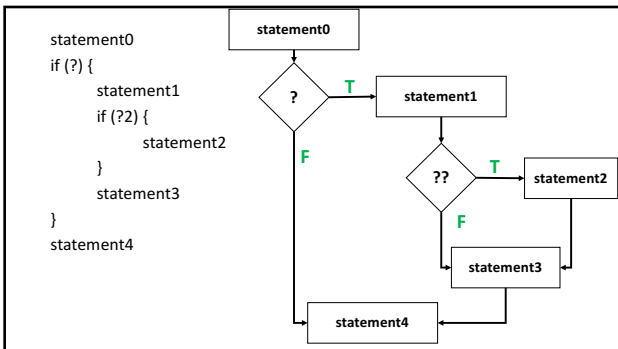 statement0
if (?) {
statement1
if (?2) {
statement2
}
statement3
}
statement4
statement0
?
T
statement1
F
??
T
statement2
F
statement3
statement4